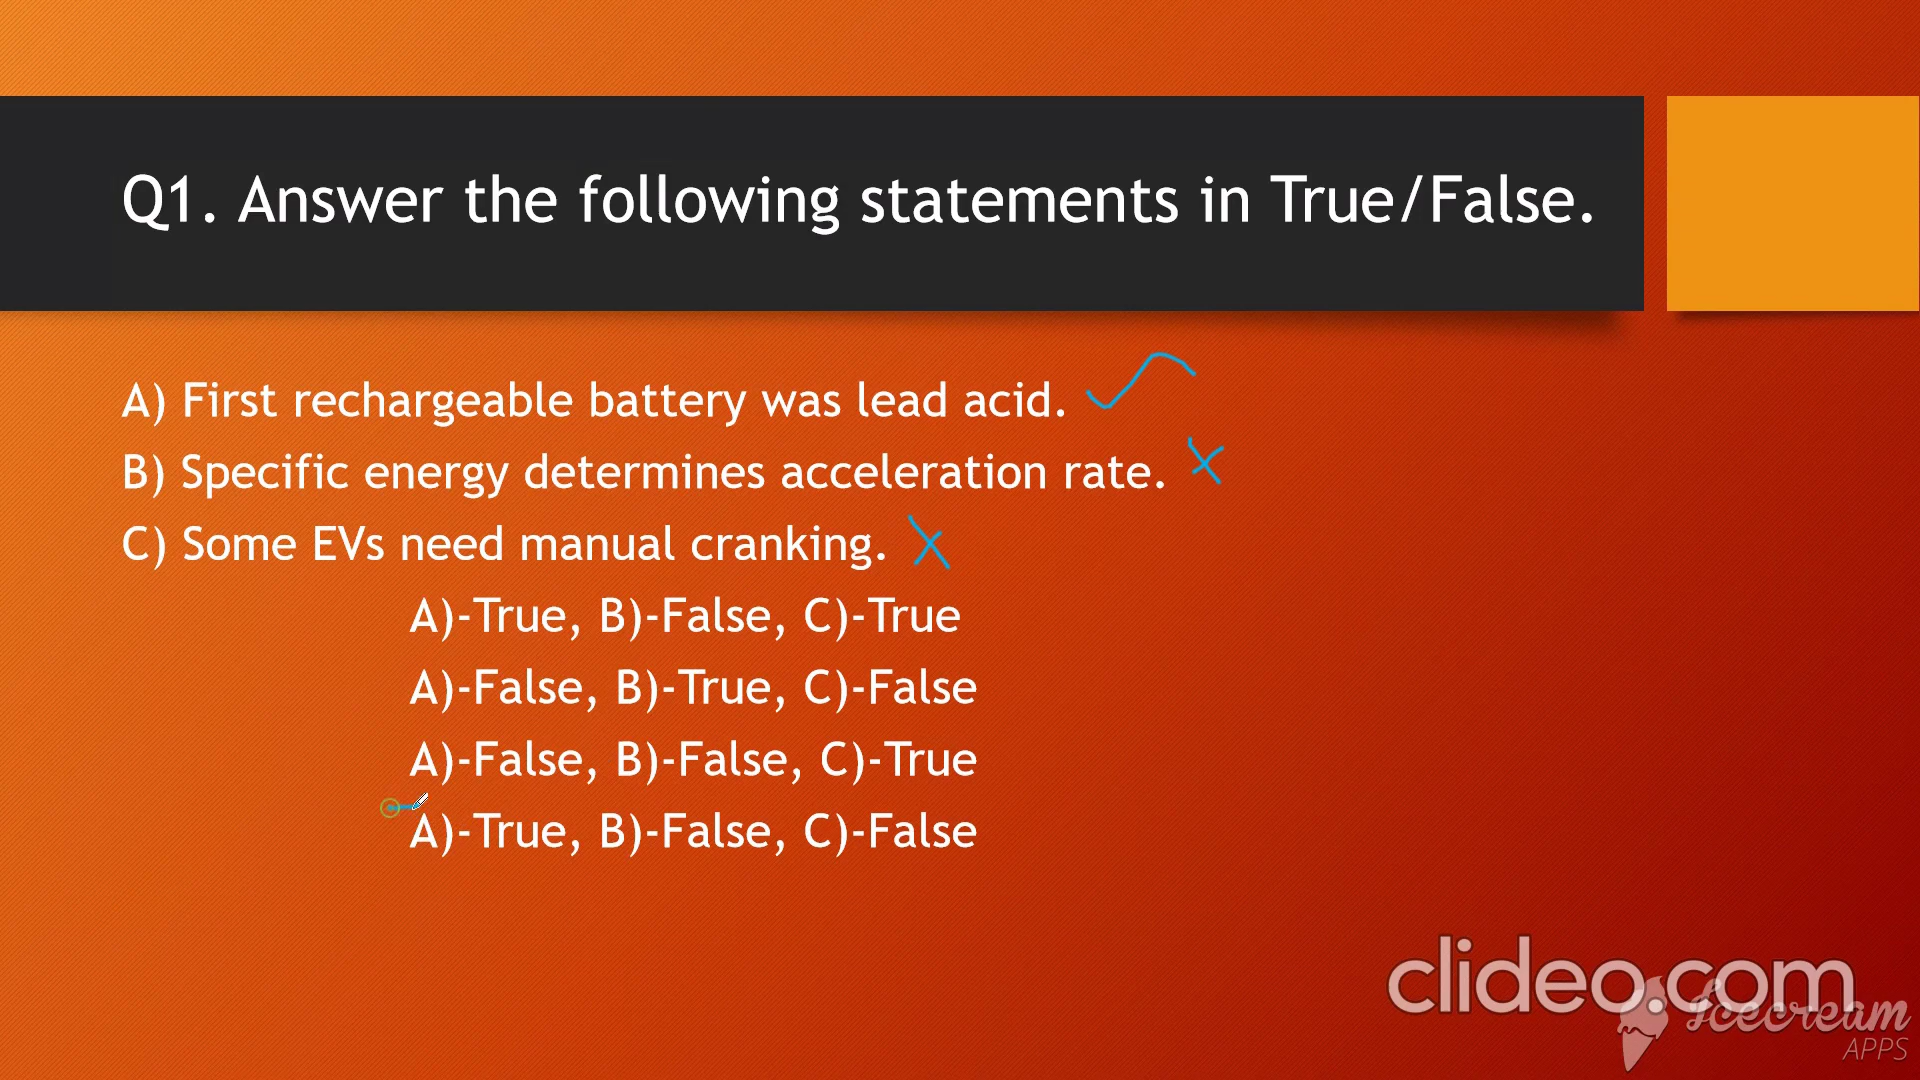 Q1. Answer the following statements in True/False.
A) First rechargeable battery was lead acid.
B) Specific energy determines acceleration rate.
C) Some EVs need manual cranking.
A)-True, B)-False, C)-True
A)-False, B)-True, C)-False
A)-False, B)-False, C)-True
A)-True, B)-False, C)-False
clideo.com
Icecream
APPS